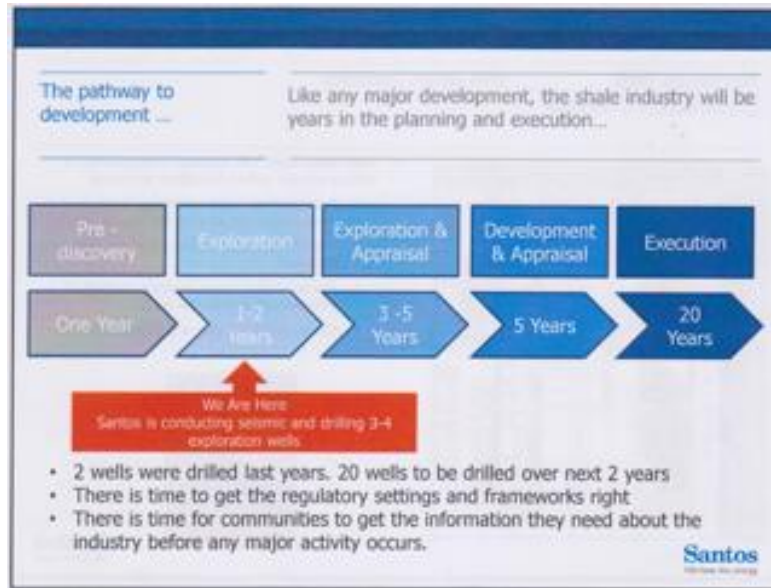 The pathway to
development ...
Like any major development, the shale industry will be
years in the planning and execution...
Pre -
discovery
Exploration
Exploration &
Appraisal
Development
& Appraisal
Execution
One Year
1-2
Years
3 -5
Years
5 Years
20
Years
We Are Here
Santos is conducting seismic and drilling 3-4
exploration wells
• 2 wells were drilled last years. 20 wells to be drilled over next 2 years
• There is time to get the regulatory settings and frameworks right
• There is time for communities to get the information they need about the
industry before any major activity occurs.
Santos